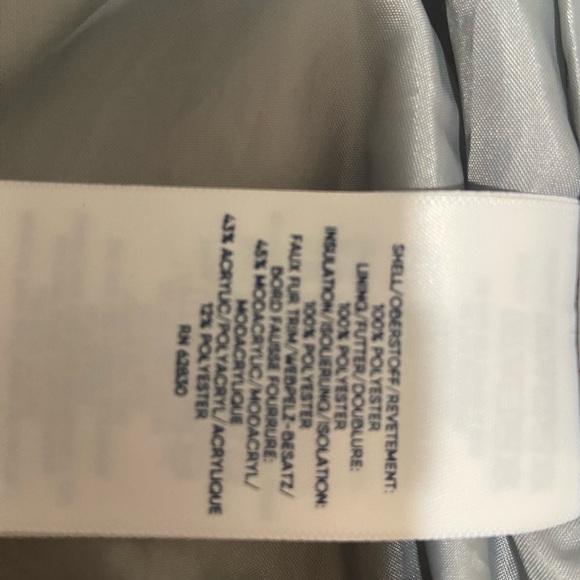 SHELL/OBERSTOFF/REVETEMENT:
100% POLYESTER
LINING/FUTTER/DOUBLURE:
100% POLYESTER
INSULATION/ISOLIERUNG/ISOLATION:
100% POLYESTER
FAUX FUR TRIM/WEBPELZ-BESATZ/
BORD FAUSSE FOURRURE:
45% MODACRYLIC/MODACRYL/
MODACRYLIQUE
43% ACRYLIC/POLYACRYL/ACRYLIQUE
12% POLYESTER
RN 62830